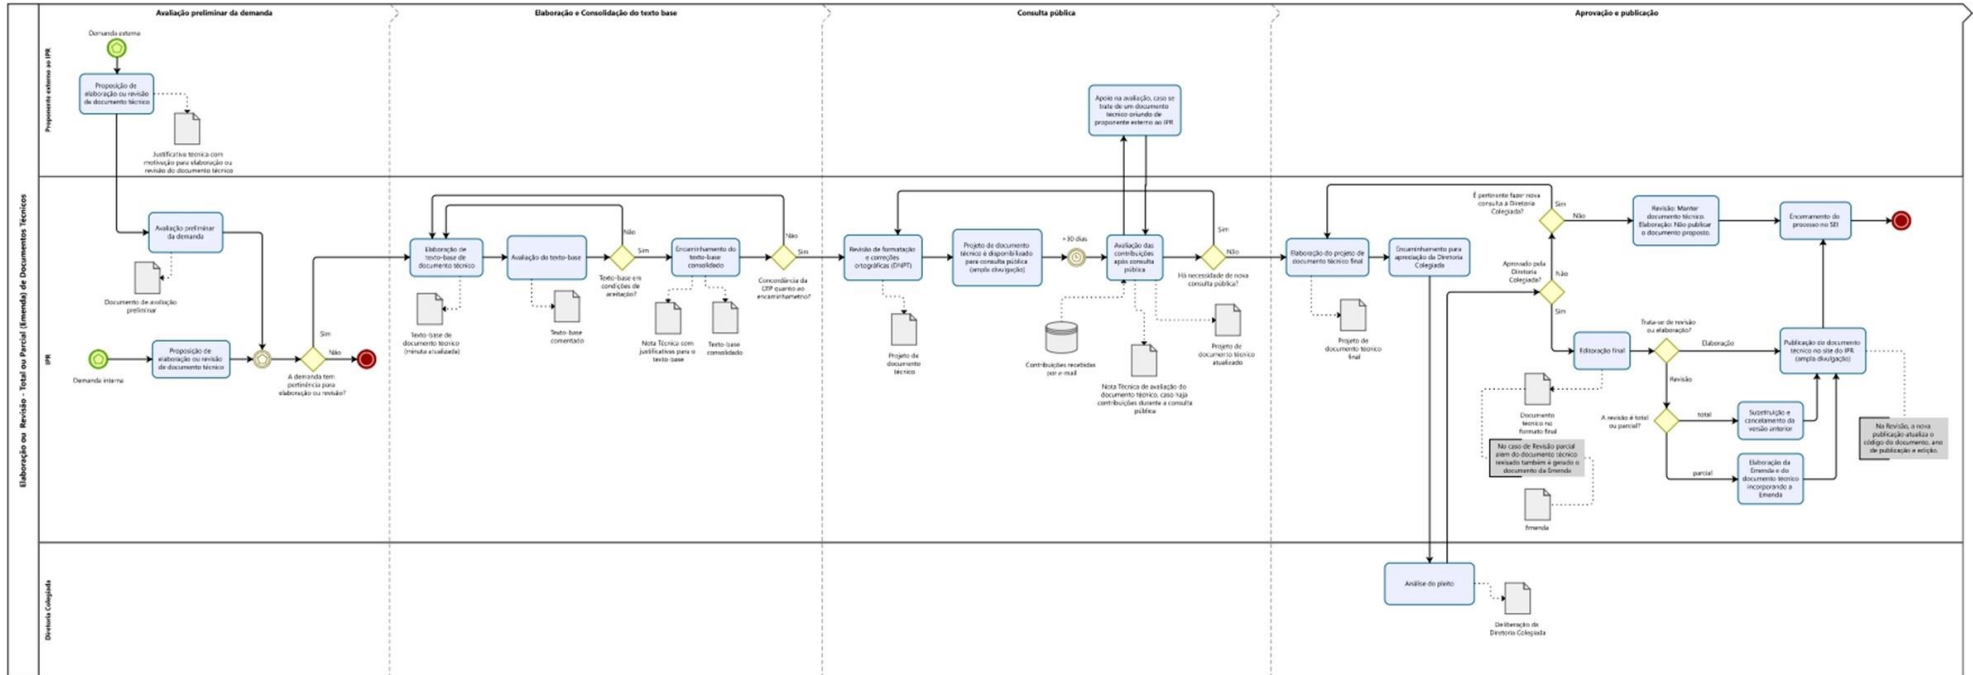 Elaboração ou Revisão - Total ou Parcial (Emenda) de Documentos Técnicos
Avaliação preliminar da demanda
Elaboração e Consolidação do texto base
Consulta pública
Aprovação e publicação
Proponente externo ao IPR
Demanda externa
Proposição de
elaboração ou revisão
de documento técnico
Justificativa técnica com
motivação para elaboração ou
revisão do documento técnico
Apoio na avaliação, caso se
trate de um documento
técnico oriundo de
proponente externo ao IPR
IPR
Avaliação preliminar
da demanda
Documento de avaliação
preliminar
Demanda interna
Proposição de
elaboração ou revisão
de documento técnico
Sim
Não
A demanda tem
pertinência para
elaboração ou revisão?
Elaboração de
texto-base de
documento técnico
Texto-base de
documento técnico
(minuta atualizada)
Avaliação do texto-base
Texto-base
comentado
Não
Sim
Texto-base em
condições de
aceitação?
Encaminhamento do
texto-base
consolidado
Nota Técnica com
justificativas para o
texto-base
Texto-base
consolidado
Não
Sim
Concordância da
quanto ao
encaminhametno?
Revisão de formatação
e correções
ortográficas (DNPT)
Projeto de
documento
técnico
Projeto de documento
técnico é disponibilizado
para consulta pública
(ampla divulgação)
+30 dias
Avaliação das
contribuições
após consulta
pública
Contribuições recebidas
por e-mail
Nota Técnica de avaliação do
documento técnico, caso haja
contribuições durante a consulta
pública
Projeto de
documento técnico
atualizado
Sim
Não
Há necessidade de nova
consulta pública?
Elaboração do projeto de
documento técnico final
Projeto de
documento técnico
final
Encaminhamento para
apreciação da Diretoria
Colegiada
É pertinente fazer nova
consulta à Diretoria
Colegiada?
Sim
Não
Aprovado pela
Diretoria
Colegiada?
Não
Sim
Revisão: Manter
documento técnico.
Elaboração: Não publicar
o documento proposto.
Encerramento do
processo no SEI
Editoração final
Documento
técnico no
formato final
No caso de Revisão parcial
além do documento técnico
revisado também é gerado o
documento da Emenda
Emenda
Trata-se de revisão
ou elaboração?
Elaboração
Revisão
A revisão é total
ou parcial?
total
parcial
Substituição e
cancelamento da
versão anterior
Elaboração da
Emenda e do
documento técnico
incorporando a
Emenda
Publicação do documento
técnico no site do IPR
(ampla divulgação)
Na Revisão, a nova
publicação atualiza o
código do documento, ano
de publicação e edição.
Diretoria Colegiada
Análise do pleito
Deliberação da
Diretoria Colegiada